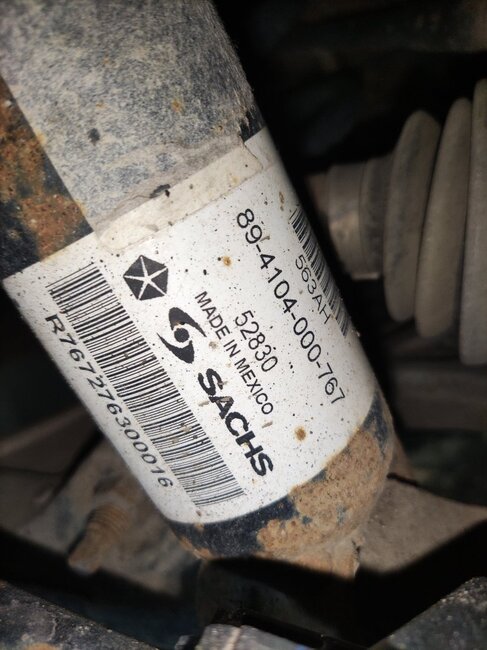 563AH
89-4104-000-767
52830
MADE IN MEXICO
SACHS
R767276300016